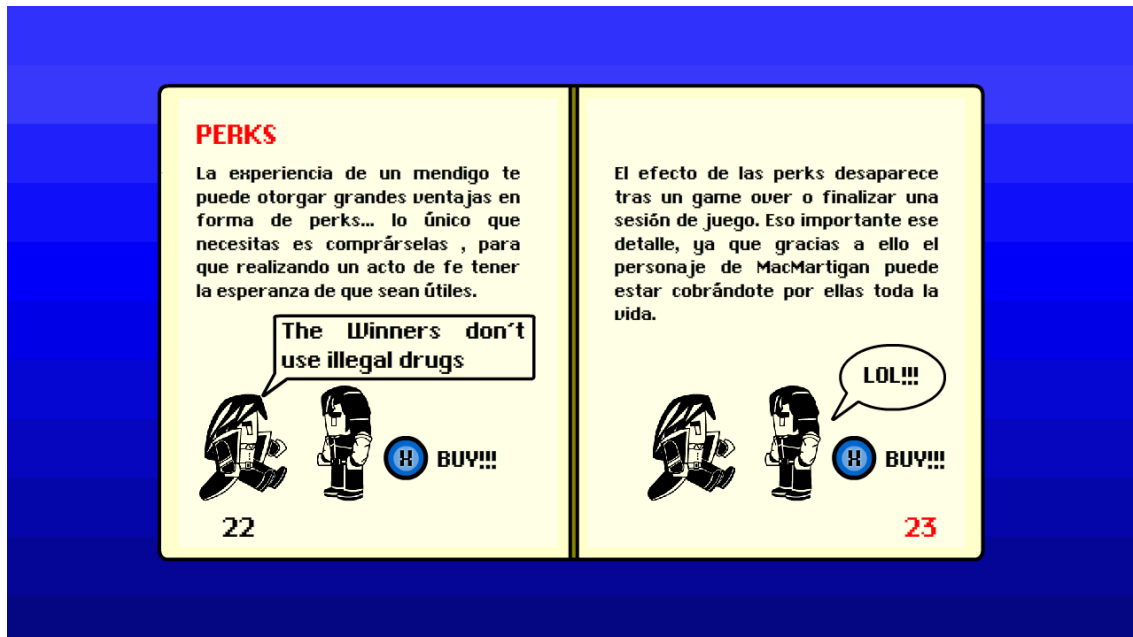 PERKS
La experiencia de un mendigo te
puede otorgar grandes ventajas en
forma de perks... lo único que
necesitas es comprárselas , para
que realizando un acto de fe tener
la esperanza de que sean útiles.
The Winners don´t
use illegal drugs
X BUY!!!
22
El efecto de las perks desaparece
tras un game over o finalizar una
sesión de juego. Eso importante ese
detalle, ya que gracias a ello el
personaje de MacMartigan puede
estar cobrándote por ellas toda la
vida.
LOL!!!
X BUY!!!
23